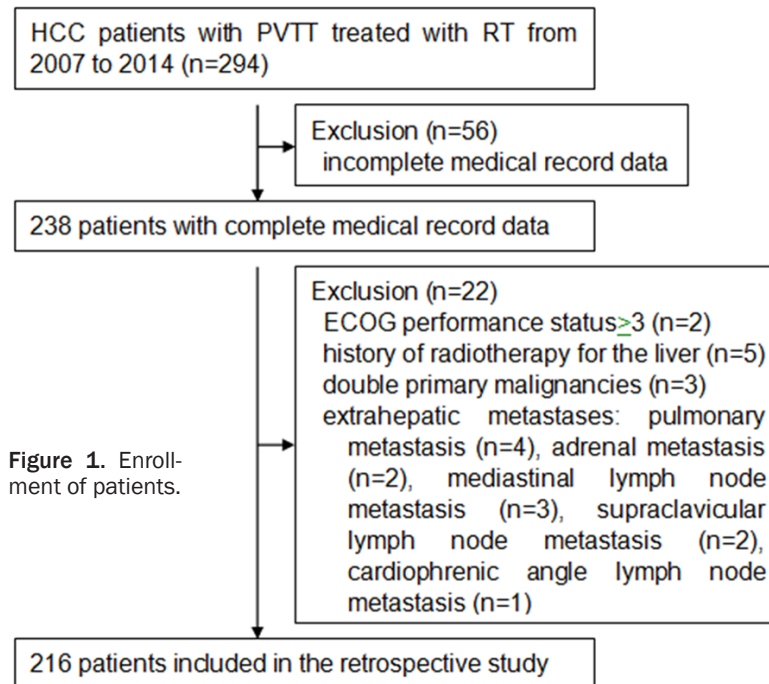 HCC patients with PVTT treated with RT from
2007 to 2014 (n=294)
Exclusion (n=56)
incomplete medical record data
238 patients with complete medical record data
Exclusion (n=22)
ECOG performance status≥3 (n=2)
history of radiotherapy for the liver (n=5)
double primary malignancies (n=3)
extrahepatic metastases: pulmonary
metastasis (n=4), adrenal metastasis
(n=2), mediastinal lymph node
metastasis (n=3), supraclavicular
lymph node metastasis (n=2),
cardiophrenic angle lymph node
metastasis (n=1)
Figure 1. Enroll-
ment of patients.
216 patients included in the retrospective study